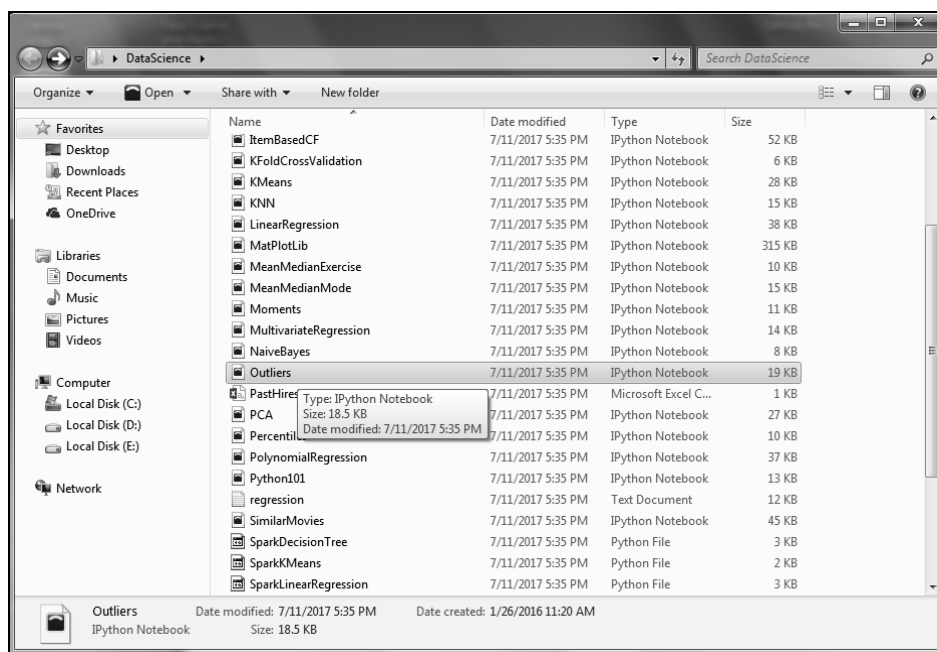 DataScience
Search DataScience
Organize Open Share with New folder
Name Date modified Type Size
Favorites
Desktop
Downloads
Recent Places
OneDrive
Libraries
Documents
Music
Pictures
Videos
Computer
Local Disk (C:)
Local Disk (D:)
Local Disk (E:)
Network
ItemBasedCF 7/11/2017 5:35 PM IPython Notebook 52 KB
KFoldCrossValidation 7/11/2017 5:35 PM IPython Notebook 6 KB
KMeans 7/11/2017 5:35 PM IPython Notebook 28 KB
KNN 7/11/2017 5:35 PM IPython Notebook 15 KB
LinearRegression 7/11/2017 5:35 PM IPython Notebook 38 KB
MatPlotLib 7/11/2017 5:35 PM IPython Notebook 315 KB
MeanMedianExercise 7/11/2017 5:35 PM IPython Notebook 10 KB
MeanMedianMode 7/11/2017 5:35 PM IPython Notebook 15 KB
Moments 7/11/2017 5:35 PM IPython Notebook 11 KB
MultivariateRegression 7/11/2017 5:35 PM IPython Notebook 14 KB
NaiveBayes 7/11/2017 5:35 PM IPython Notebook 8 KB
Outliers 7/11/2017 5:35 PM IPython Notebook 19 KB
PastHires 7/11/2017 5:35 PM Microsoft Excel C... 1 KB
PCA 7/11/2017 5:35 PM IPython Notebook 27 KB
7/11/2017 5:35 PM IPython Notebook 10 KB
PolynomialRegression 7/11/2017 5:35 PM IPython Notebook 37 KB
Python101 7/11/2017 5:35 PM IPython Notebook 13 KB
regression 7/11/2017 5:35 PM Text Document 12 KB
SimilarMovies 7/11/2017 5:35 PM IPython Notebook 45 KB
SparkDecisionTree 7/11/2017 5:35 PM Python File 3 KB
SparkKMeans 7/11/2017 5:35 PM Python File 2 KB
SparkLinearRegression 7/11/2017 5:35 PM Python File 3 KB
Type: IPython Notebook
Size: 18.5 KB
Date modified: 7/11/2017 5:35 PM
Outliers Date modified: 7/11/2017 5:35 PM Date created: 1/26/2016 11:20 AM
IPython Notebook Size: 18.5 KB